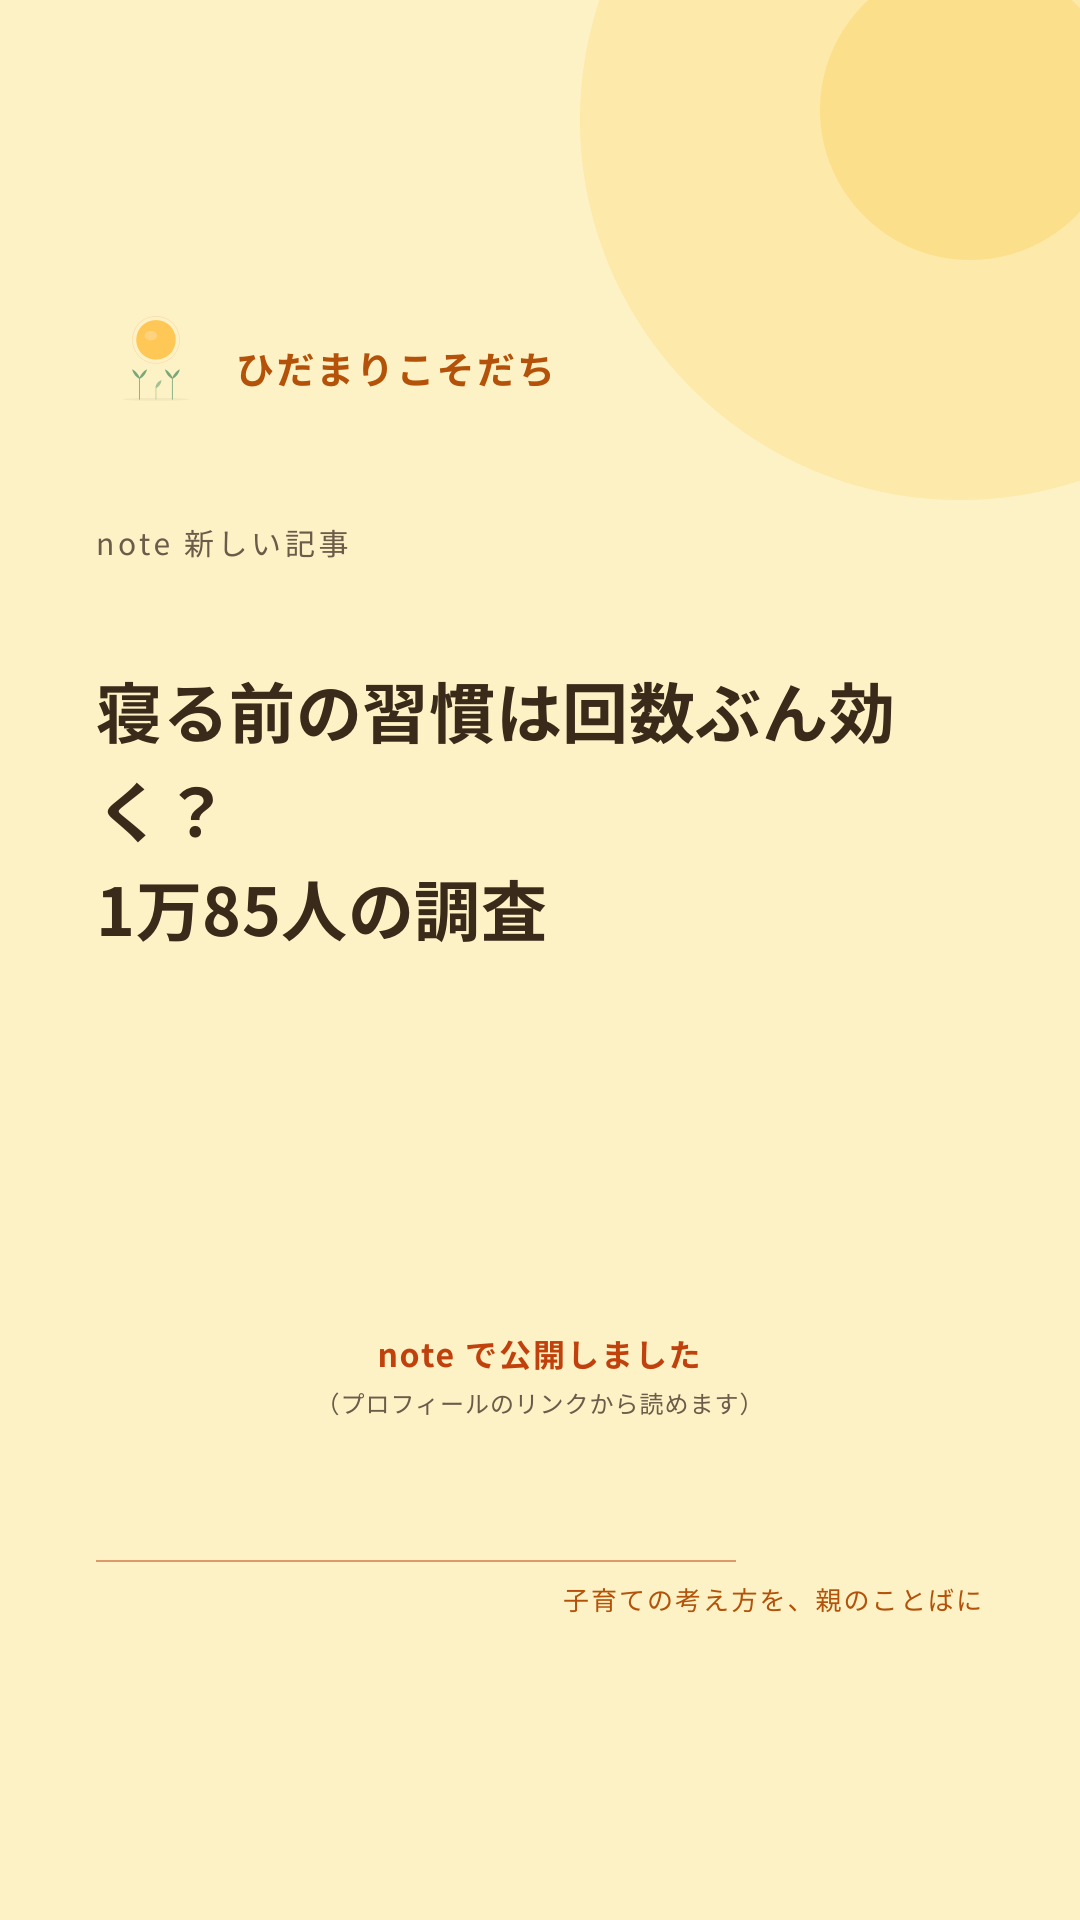 ひだまりこそだち
note 新しい記事
寝る前の習慣は回数ぶん効
く？
1万85人の調査
note で公開しました
（プロフィールのリンクから読めます）
子育ての考え方を、親のことばに